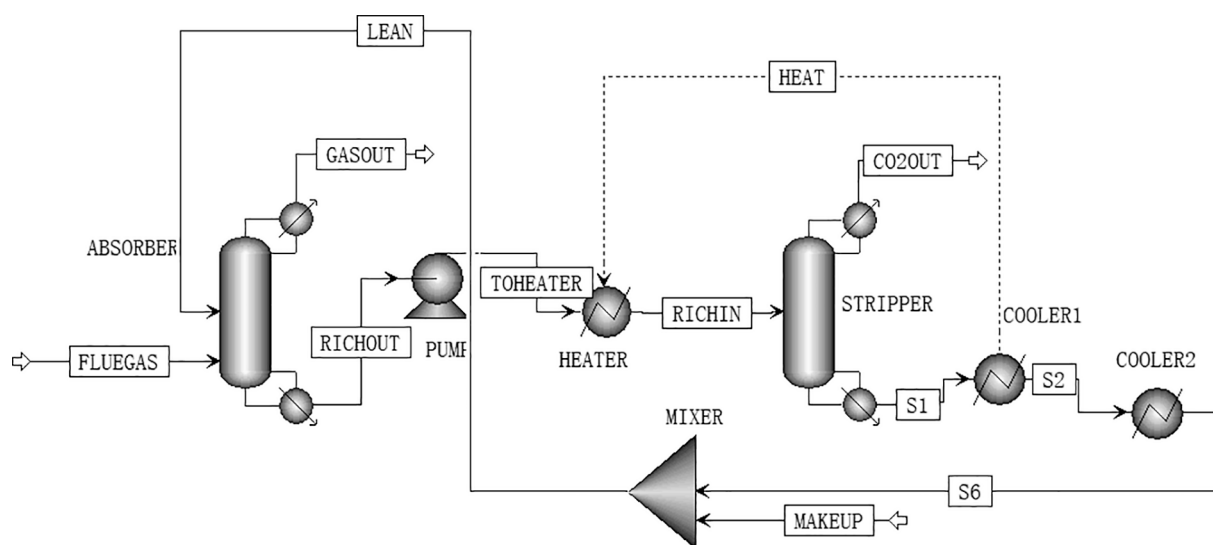 LEAN
HEAT
GASOUT
CO2OUT
ABSORBER
TOHEATER
RICHIN
STRIPPER
COOLER1
FLUEGAS
RICHOUT
PUMP
HEATER
COOLER2
S1
S2
MIXER
S6
MAKEUP